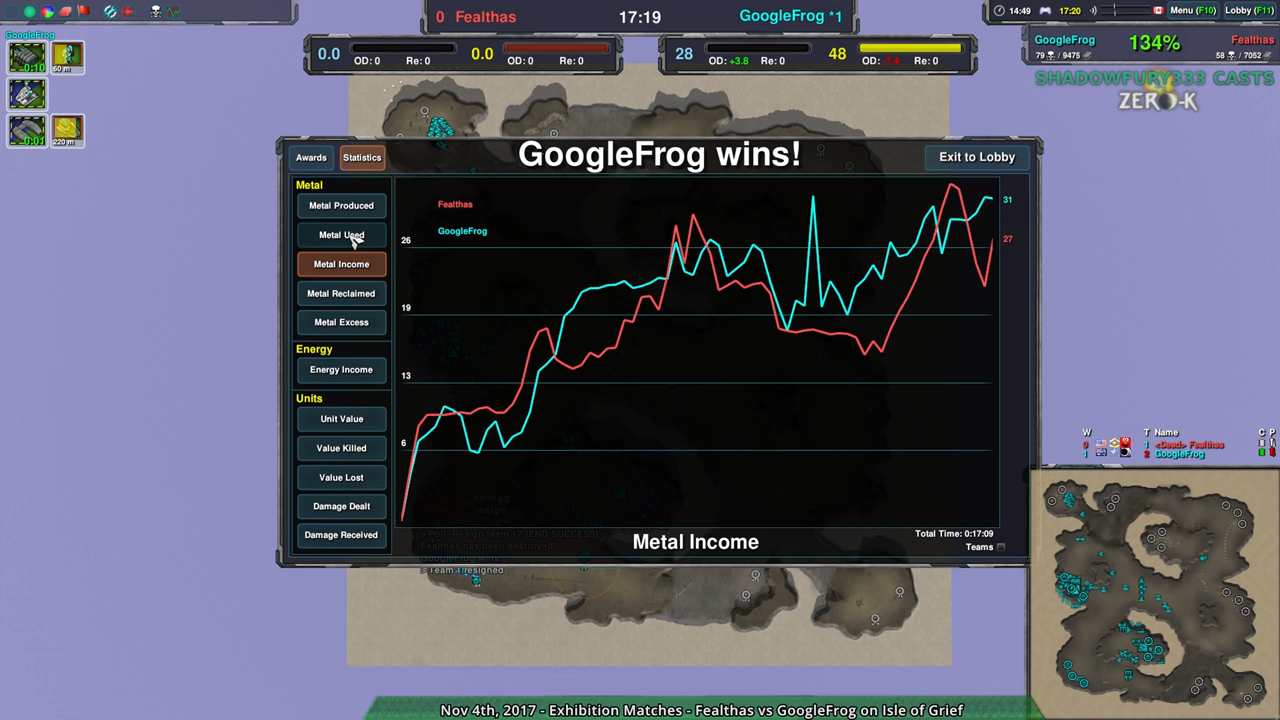 0 Fealthas
17:19
GoogleFrog *1
14:49
17:20
Menu (F10)
Lobby (F11)
GoogleFrog
0:10
60 m
0:01
220 m
0.0
OD: 0
Re: 0
0.0
OD: 0
Re: 0
28
OD: +3.8
Re: 0
48
OD: -7.4
Re: 0
GoogleFrog
134%
Fealthas
79
/ 9475
58
/ 7052
SHADOWFURY333 CASTS
ZERO-K
Awards
Statistics
GoogleFrog wins!
Exit to Lobby
Metal
Metal Produced
Metal Used
Metal Income
Metal Reclaimed
Metal Excess
Energy
Energy Income
Units
Unit Value
Value Killed
Value Lost
Damage Dealt
Damage Received
Fealthas
GoogleFrog
31
27
26
19
13
6
Metal Income
Total Time: 0:17:09
Teams
> Team 1 resigned
W
T Name
C P
0
1 <Dead> Fealthas
1
2 GoogleFrog
Nov 4th, 2017 - Exhibition Matches - Fealthas vs GoogleFrog on Isle of Grief